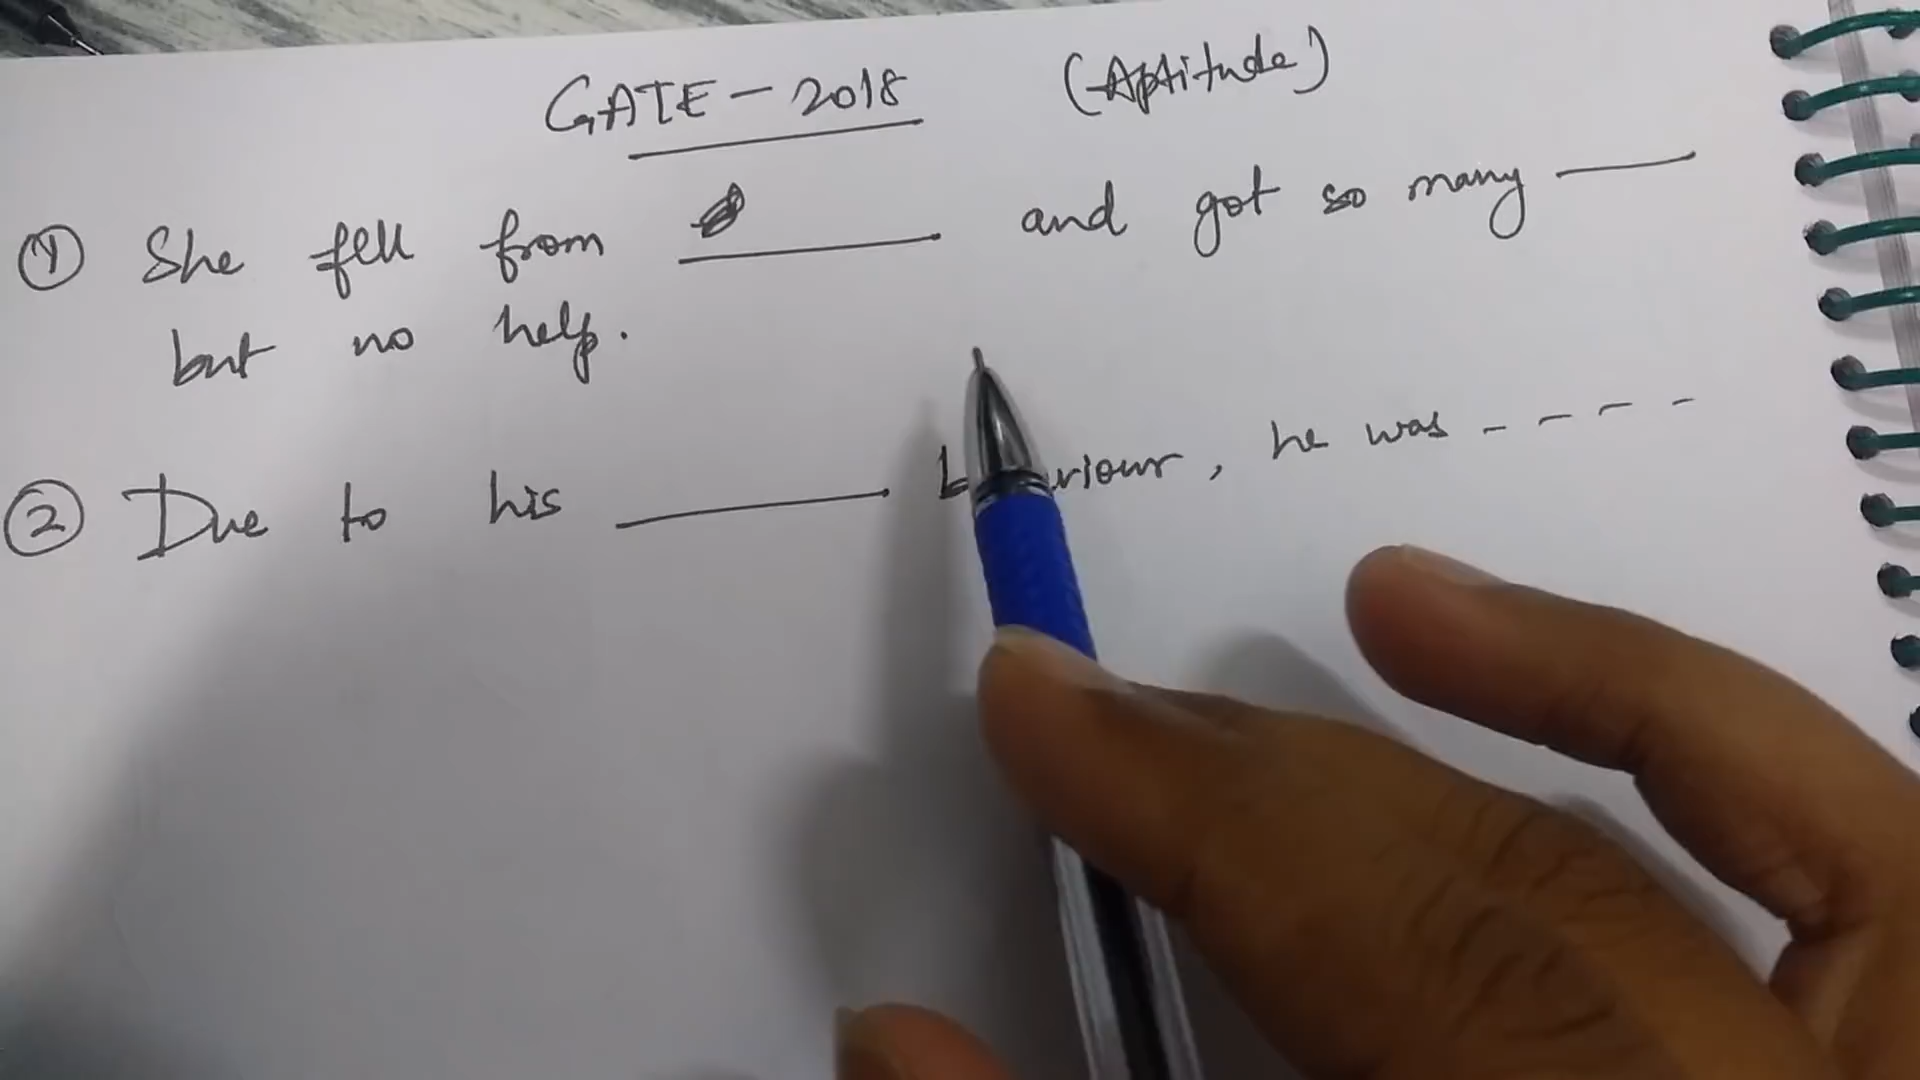 GATE - 2018 (Aptitude)
① She fell from ______ and got so many ____
but no help.
② Due to his ______ , he was - - - -